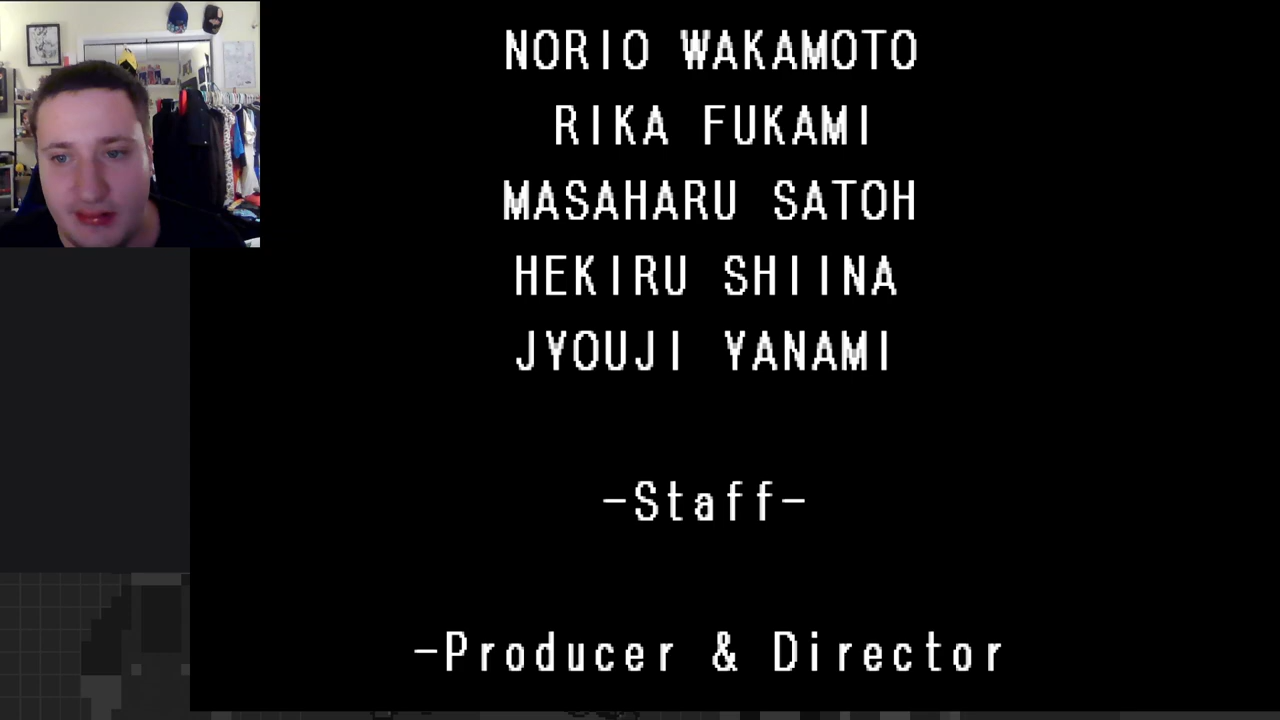 NORIO WAKAMOTO
RIKA FUKAMI
MASAHARU SATOH
HEKIRU SHIINA
JYOUJI YANAMI
-Staff-
-Producer & Director